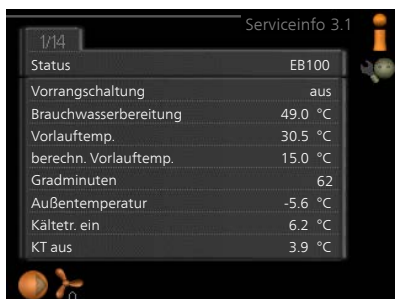 Serviceinfo 3.1
1/14
Status EB100
Vorrangschaltung aus
Brauchwasserbereitung 49.0 °C
Vorlauftemp. 30.5 °C
berechn. Vorlauftemp. 15.0 °C
Gradminuten 62
Außentemperatur -5.6 °C
Kältetr. ein 6.2 °C
KT aus 3.9 °C
0